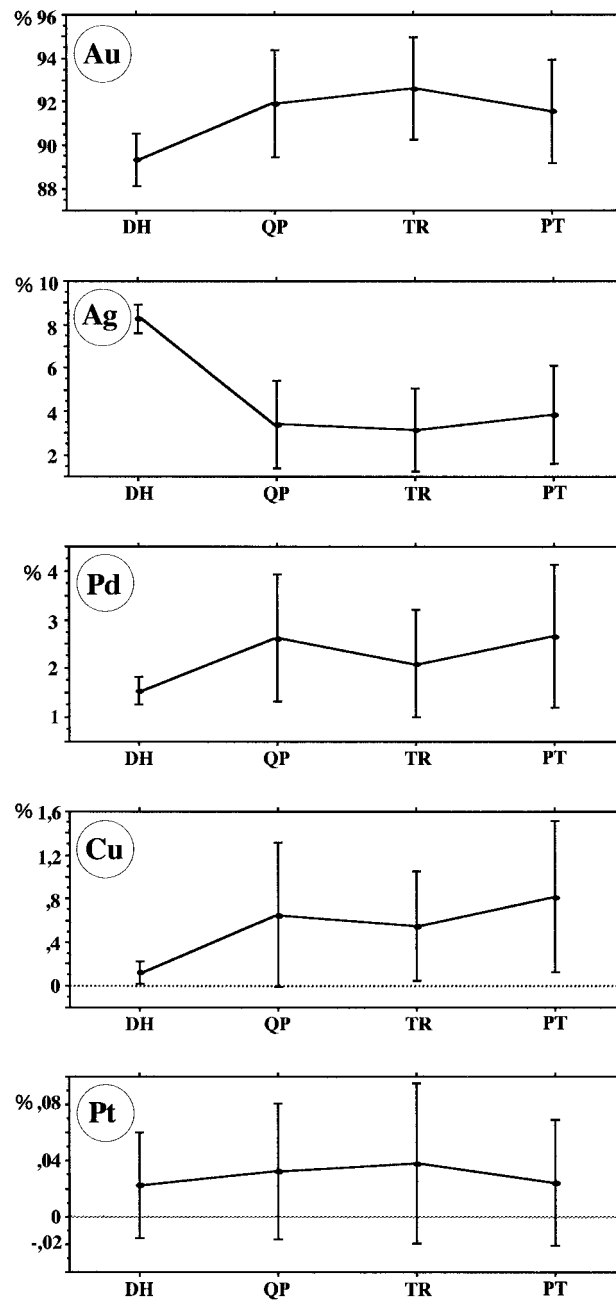 % 96
Au
94
92
90
88
DH QP TR PT
% 10
Ag
8
6
4
2
DH QP TR PT
% 4
Pd
3
2
1
DH QP TR PT
% 1,6
Cu
1,2
,8
,4
0
DH QP TR PT
% ,08
Pt
,04
0
-,02
DH QP TR PT